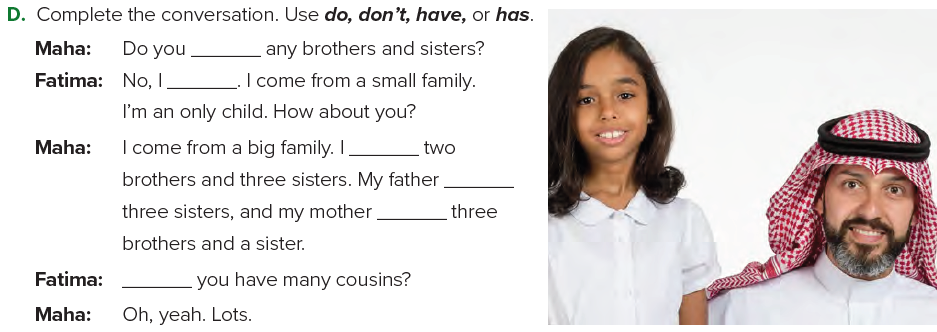 D. Complete the conversation. Use do, don't, have, or has.
Maha: Do you _______ any brothers and sisters?
Fatima: No, I _______. I come from a small family.
I'm an only child. How about you?
Maha: I come from a big family. I _______ two
brothers and three sisters. My father _______
three sisters, and my mother _______ three
brothers and a sister.
Fatima: _______ you have many cousins?
Maha: Oh, yeah. Lots.